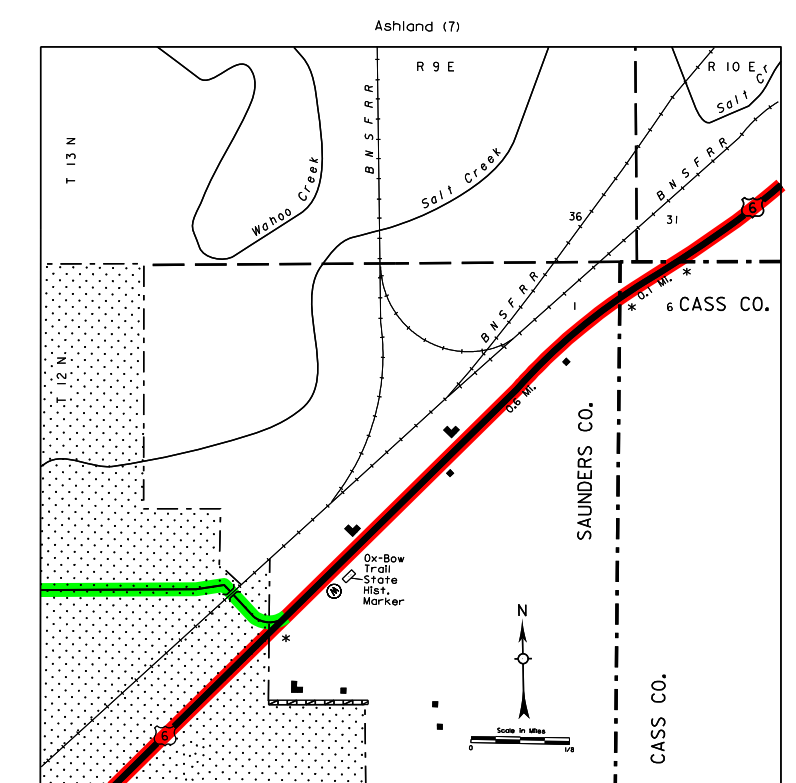 Ashland (7)
R 9 E
R 10 E
Salt Cr
BNSFRR
T 13 N
BNSFRR
Salt Creek
Wahoo Creek
6
36
31
*
0.1 MI.
*
6
CASS CO.
1
BNSFRR
T 12 N
0.6 MI.
SAUNDERS CO.
Ox-Bow
Trail
State
Hist.
Marker
M
N
*
CASS CO.
6
Scale in Miles
0
1/8